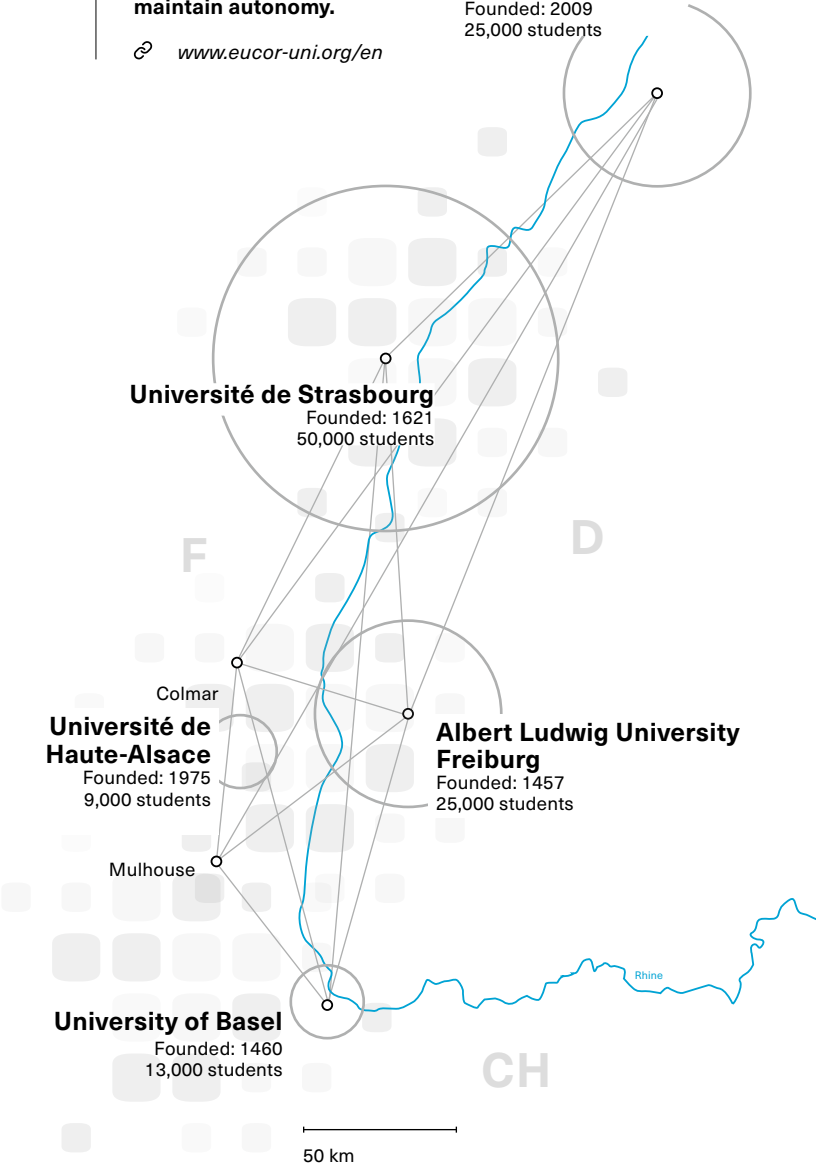 maintain autonomy.
www.eucor-uni.org/en
Founded: 2009
25,000 students
Université de Strasbourg
Founded: 1621
50,000 students
F
D
Colmar
Université de
Haute-Alsace
Founded: 1975
9,000 students
Albert Ludwig University
Freiburg
Founded: 1457
25,000 students
Mulhouse
Rhine
University of Basel
Founded: 1460
13,000 students
CH
50 km